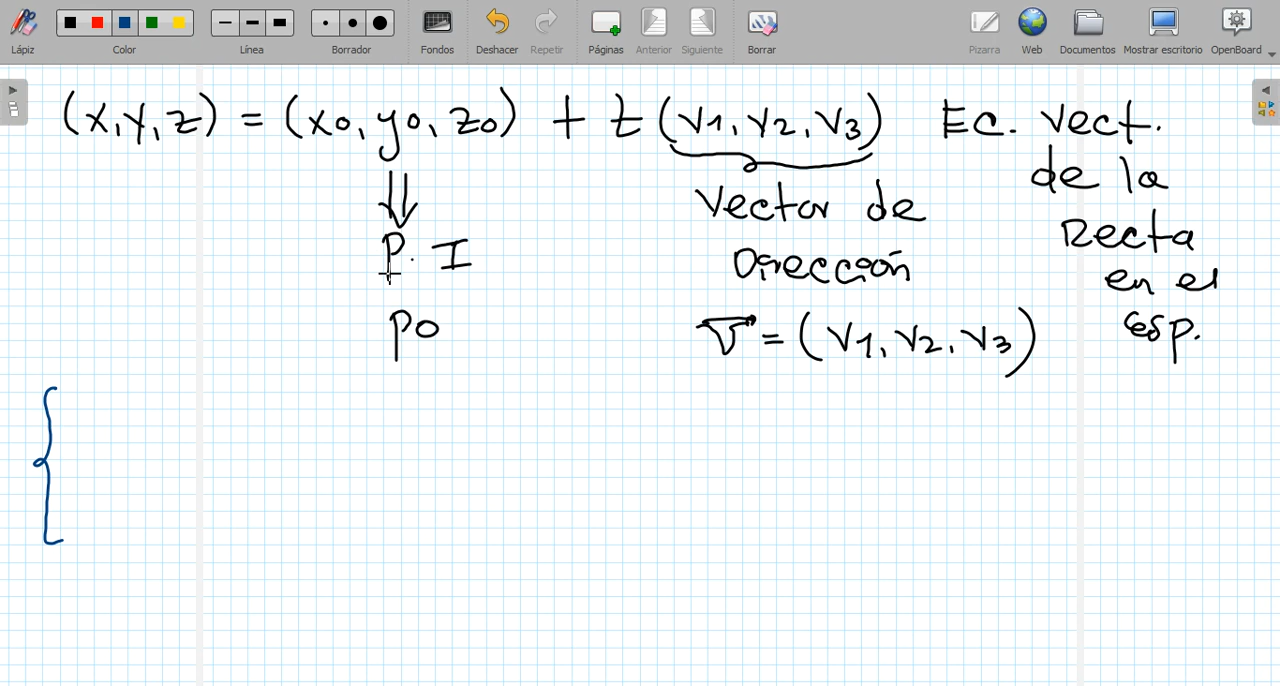 Lápiz Color Línea Borrador Fondos Deshacer Repetir Páginas Anterior Siguiente Borrar Pizarra Web Documentos Mostrar escritorio OpenBoard
(x,y,z) = (x0,y0,z0) + t(v1,v2,v3) Ec. Vect.
de la
Recta
en el
esp.
P. I
p0
Vector de
Dirección
v⃗ = (v1,v2,v3)